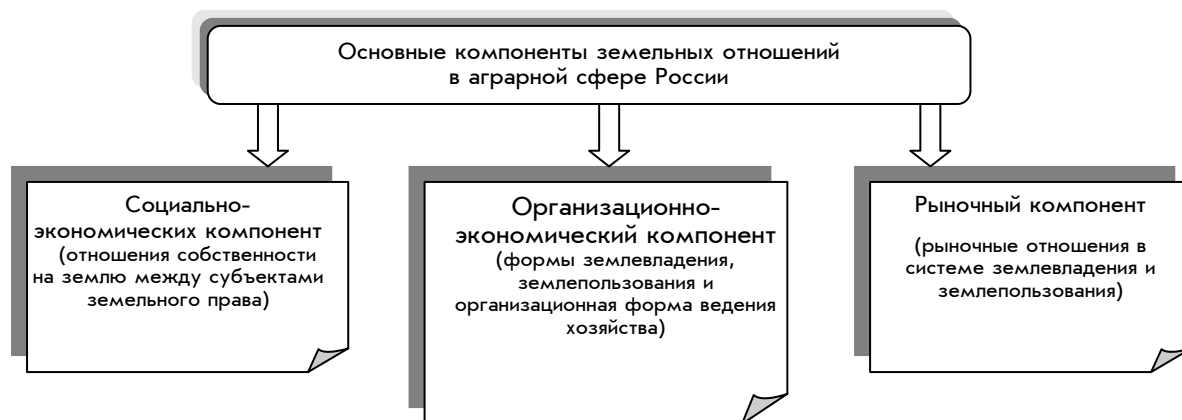 Основные компоненты земельных отношений
в аграрной сфере России
Социально-
экономических компонент
(отношения собственности
на землю между субъектами
земельного права)
Организационно-
экономический компонент
(формы землевладения,
землепользования и
организационная форма ведения
хозяйства)
Рыночный компонент
(рыночные отношения в
системе землевладения и
землепользования)